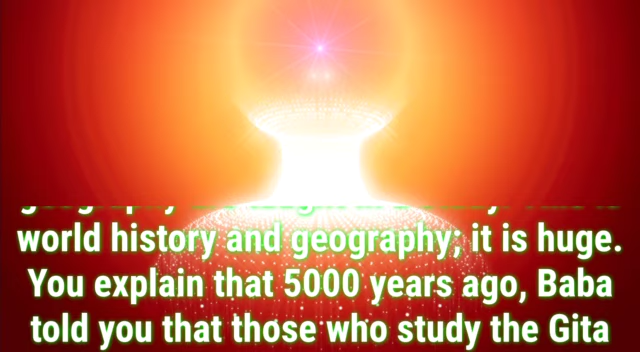 geography
world history and geography; it is huge.
You explain that 5000 years ago, Baba
told you that those who study the Gita